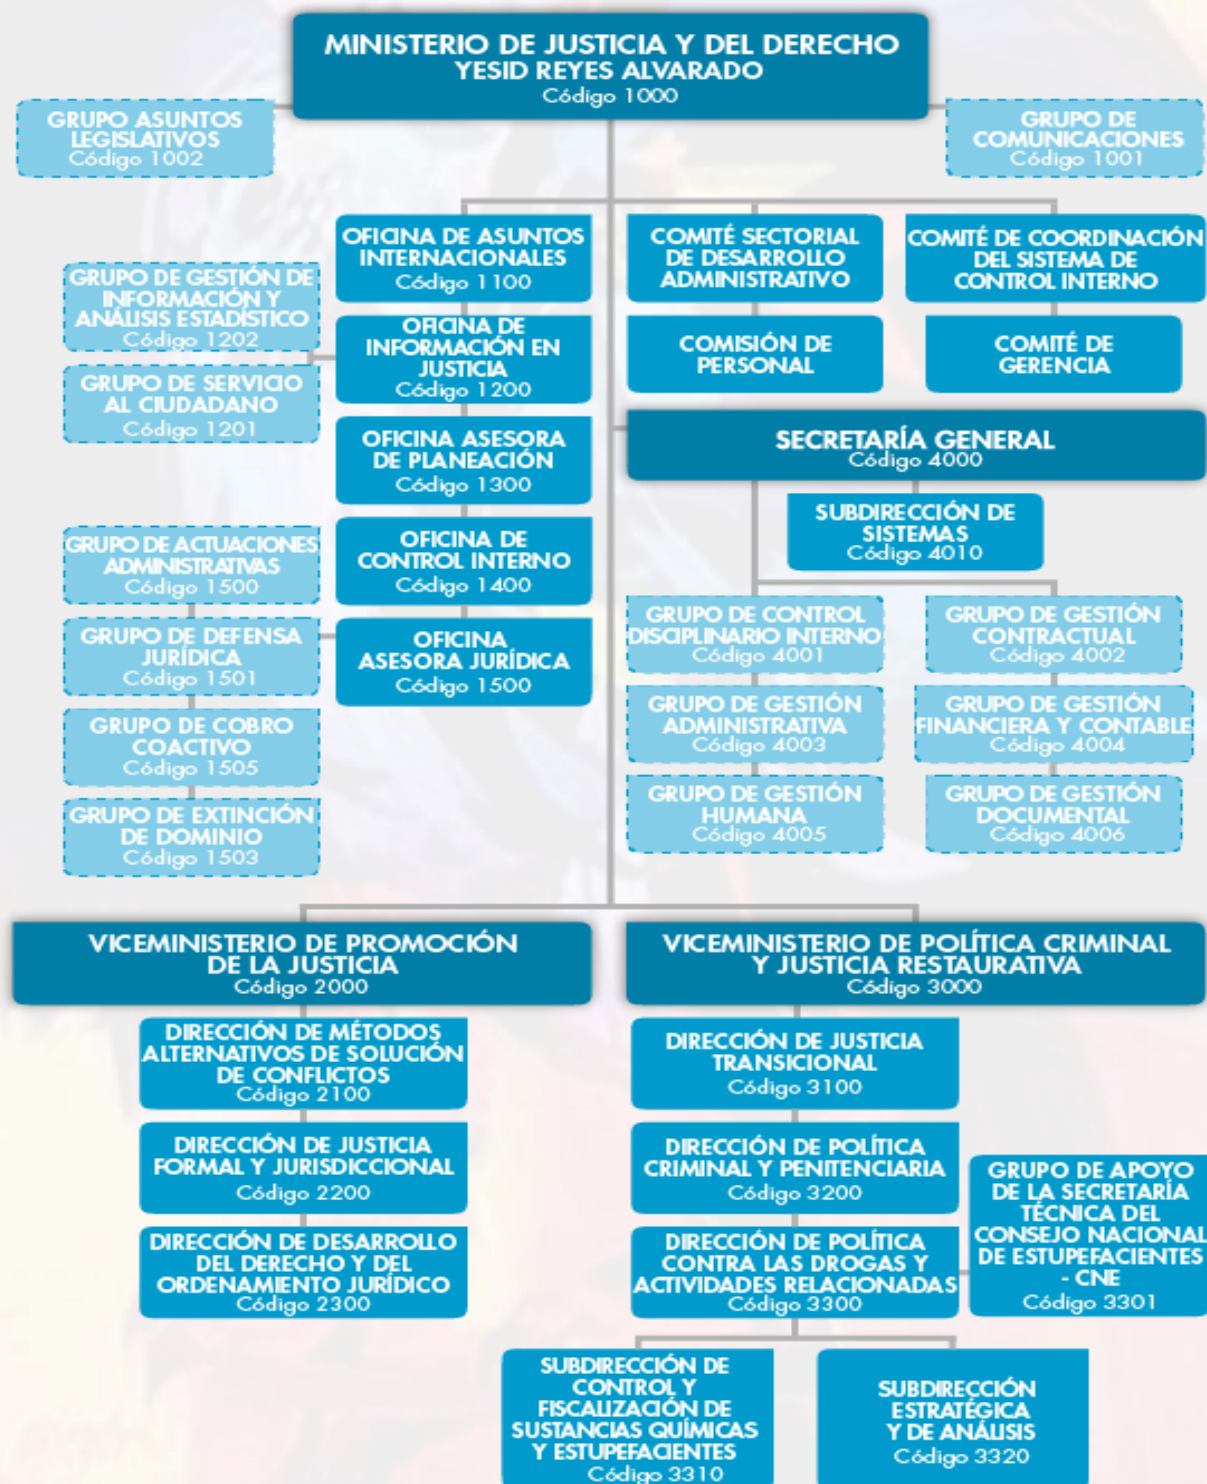 MINISTERIO DE JUSTICIA Y DEL DERECHO
YESID REYES ALVARADO
Código 1000
GRUPO ASUNTOS
LEGISLATIVOS
Código 1002
GRUPO DE
COMUNICACIONES
Código 1001
OFICINA DE ASUNTOS
INTERNACIONALES
Código 1100
COMITÉ SECTORIAL
DE DESARROLLO
ADMINISTRATIVO
COMITÉ DE COORDINACIÓN
DEL SISTEMA DE
CONTROL INTERNO
GRUPO DE GESTIÓN DE
INFORMACIÓN Y
ANÁLISIS ESTADÍSTICO
Código 1202
OFICINA DE
INFORMACIÓN EN
JUSTICIA
Código 1200
COMISIÓN DE
PERSONAL
COMITÉ DE
GERENCIA
GRUPO DE SERVICIO
AL CIUDADANO
Código 1201
OFICINA ASESORA
DE PLANEACIÓN
Código 1300
SECRETARÍA GENERAL
Código 4000
SUBDIRECCIÓN DE
SISTEMAS
Código 4010
GRUPO DE ACTUACIONES
ADMINISTRATIVAS
Código 1500
OFICINA DE
CONTROL INTERNO
Código 1400
GRUPO DE CONTROL
DISCIPLINARIO INTERNO
Código 4001
GRUPO DE GESTIÓN
CONTRACTUAL
Código 4002
GRUPO DE DEFENSA
JURÍDICA
Código 1501
OFICINA
ASESORA JURÍDICA
Código 1500
GRUPO DE GESTIÓN
ADMINISTRATIVA
Código 4003
GRUPO DE GESTIÓN
FINANCIERA Y CONTABLE
Código 4004
GRUPO DE COBRO
COACTIVO
Código 1505
GRUPO DE GESTIÓN
HUMANA
Código 4005
GRUPO DE GESTIÓN
DOCUMENTAL
Código 4006
GRUPO DE EXTINCIÓN
DE DOMINIO
Código 1503
VICEMINISTERIO DE PROMOCIÓN
DE LA JUSTICIA
Código 2000
VICEMINISTERIO DE POLÍTICA CRIMINAL
Y JUSTICIA RESTAURATIVA
Código 3000
DIRECCIÓN DE MÉTODOS
ALTERNATIVOS DE SOLUCIÓN
DE CONFLICTOS
Código 2100
DIRECCIÓN DE JUSTICIA
TRANSICIONAL
Código 3100
DIRECCIÓN DE JUSTICIA
FORMAL Y JURISDICCIONAL
Código 2200
DIRECCIÓN DE POLÍTICA
CRIMINAL Y PENITENCIARIA
Código 3200
GRUPO DE APOYO
DE LA SECRETARÍA
TÉCNICA DEL
CONSEJO NACIONAL
DE ESTUPEFACIENTES
- CNE
Código 3301
DIRECCIÓN DE DESARROLLO
DEL DERECHO Y DEL
ORDENAMIENTO JURÍDICO
Código 2300
DIRECCIÓN DE POLÍTICA
CONTRA LAS DROGAS Y
ACTIVIDADES RELACIONADAS
Código 3300
SUBDIRECCIÓN DE
CONTROL Y
FISCALIZACIÓN DE
SUSTANCIAS QUÍMICAS
Y ESTUPEFACIENTES
Código 3310
SUBDIRECCIÓN
ESTRATÉGICA
Y DE ANÁLISIS
Código 3320